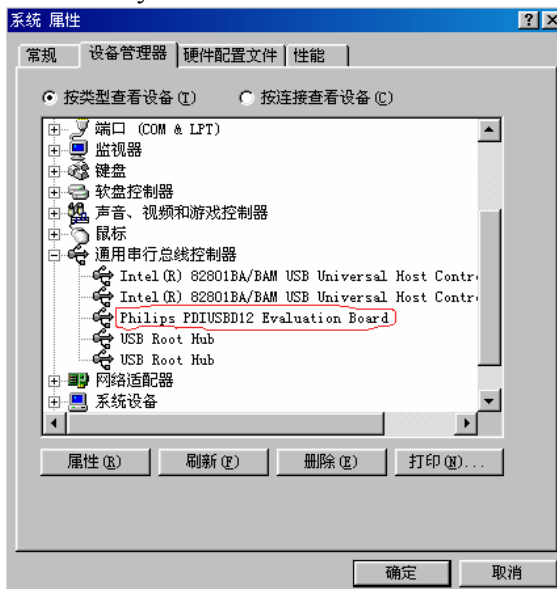 系统 属性
常规 设备管理器 硬件配置文件 性能
按类型查看设备(T) 按连接查看设备(C)
端口 (COM & LPT)
监视器
键盘
软盘控制器
声音、视频和游戏控制器
鼠标
通用串行总线控制器
Intel(R) 82801BA/BAM USB Universal Host Contr
Intel(R) 82801BA/BAM USB Universal Host Contr
Philips PDIUSBD12 Evaluation Board
USB Root Hub
USB Root Hub
网络适配器
系统设备
属性(R) 刷新(F) 删除(E) 打印(N)...
确定 取消